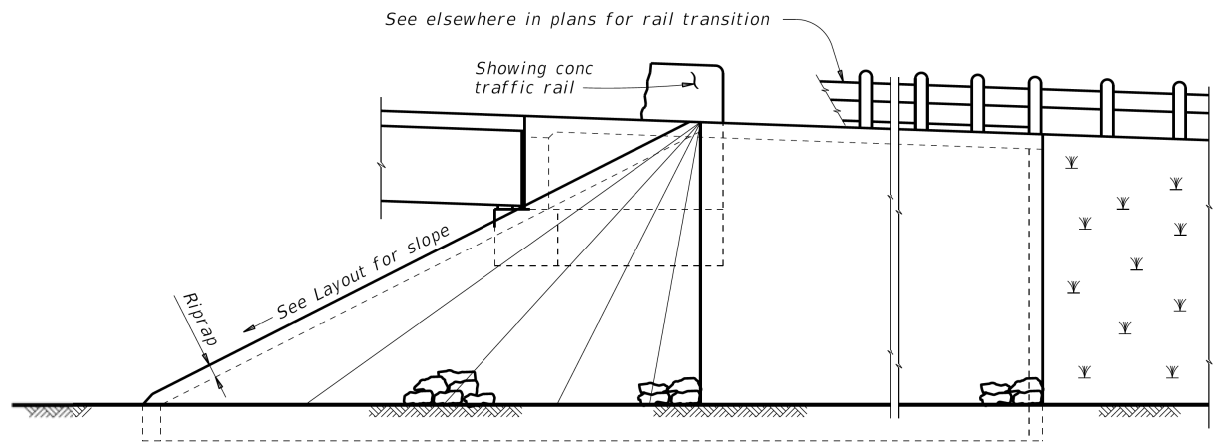 See elsewhere in plans for rail transition
Showing conc
traffic rail
See Layout for slope
Riprap